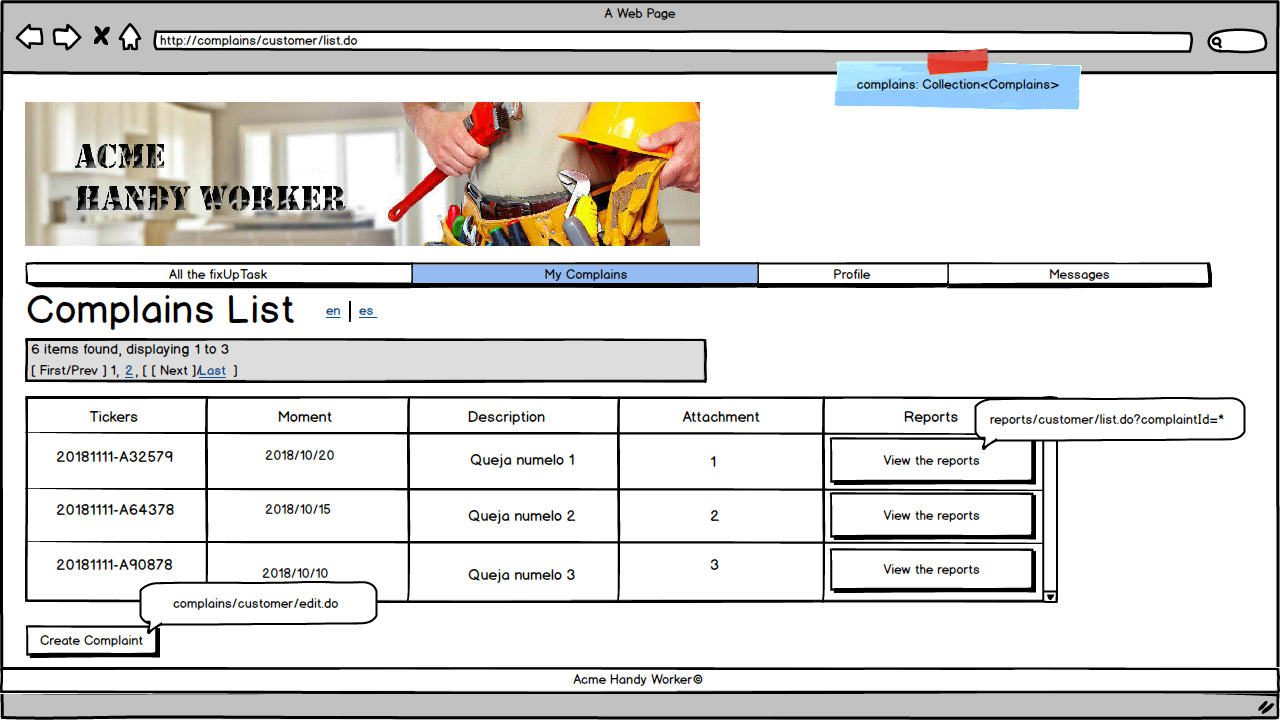 A Web Page
http://complains/customer/list.do
complains: Collection<Complains>
ACME
HANDY WORKER
All the fixUpTask My Complains Profile Messages
Complains List en | es
6 items found, displaying 1 to 3
[ First/Prev ] 1, 2, [ [ Next ]/Last ]
Tickers Moment Description Attachment Reports
reports/customer/list.do?complaintId=*
20181111-A32579 2018/10/20 Queja numelo 1 1 View the reports
20181111-A64378 2018/10/15 Queja numelo 2 2 View the reports
20181111-A90878 2018/10/10 Queja numelo 3 3 View the reports
complains/customer/edit.do
Create Complaint
Acme Handy Worker©